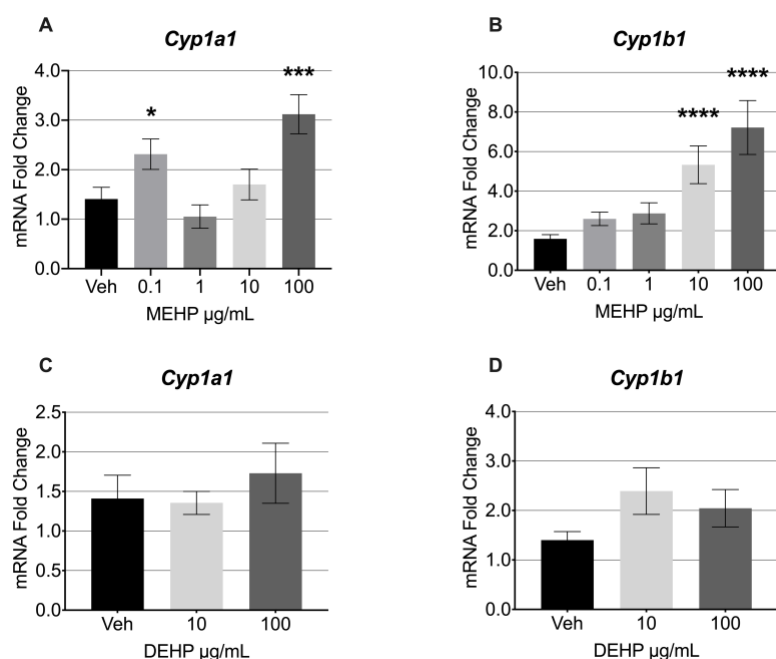 A
Cyp1a1
mRNA Fold Change
4.0
3.0
2.0
1.0
0.0
*
***
Veh 0.1 1 10 100
MEHP µg/mL
B
Cyp1b1
mRNA Fold Change
10.0
8.0
6.0
4.0
2.0
0.0
****
****
Veh 0.1 1 10 100
MEHP µg/mL
C
Cyp1a1
mRNA Fold Change
2.5
2.0
1.5
1.0
0.5
0.0
Veh 10 100
DEHP µg/mL
D
Cyp1b1
mRNA Fold Change
4.0
3.0
2.0
1.0
0.0
Veh 10 100
DEHP µg/mL